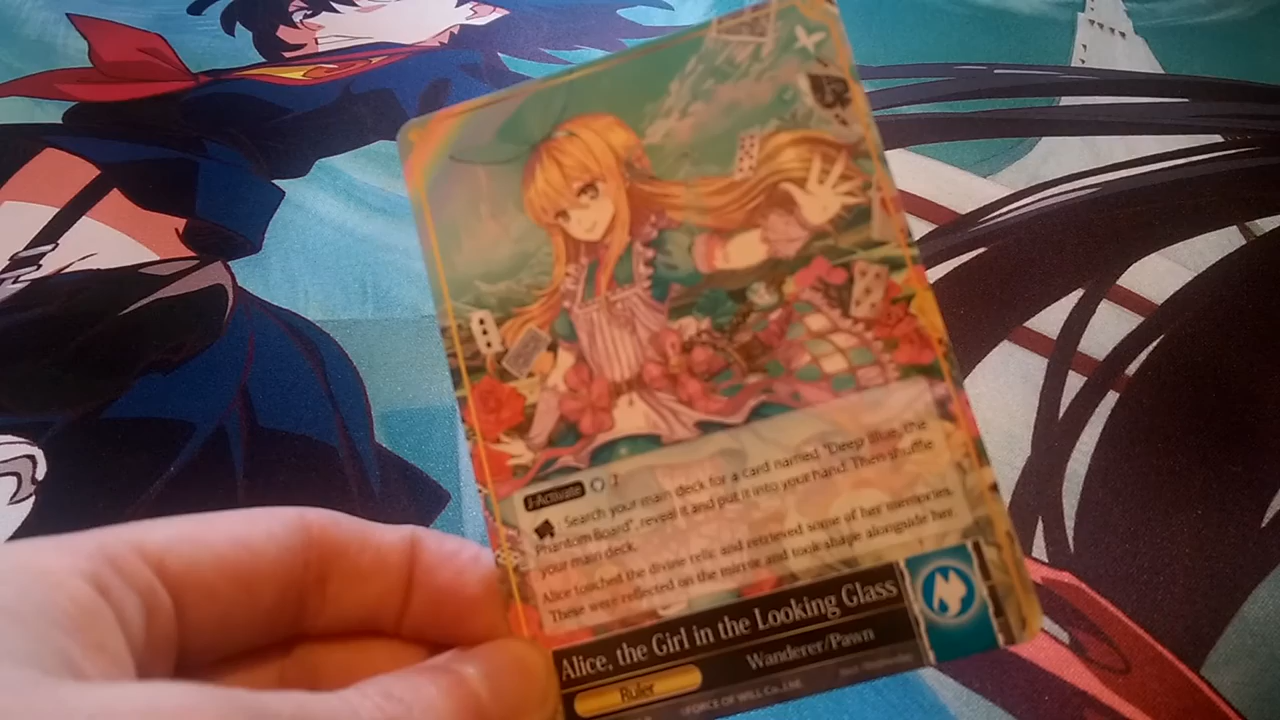 J-Activate
Search your main deck for a card named "Deep Blue, the
Phantom Board", reveal it and put it into your hand. Then shuffle
your main deck.
Alice touched the divine relic and retrieved some of her memories.
These were reflected on the mirror and took shape alongside her.
Alice, the Girl in the Looking Glass
Wanderer/Pawn
Ruler
©FORCE OF WILL Co.,Ltd.